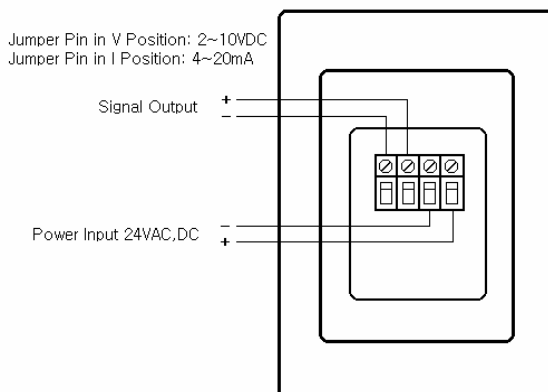 Jumper Pin in V Position: 2~10VDC
Jumper Pin in I Position: 4~20mA
Signal Output
+
-
Power Input 24VAC,DC
-
+